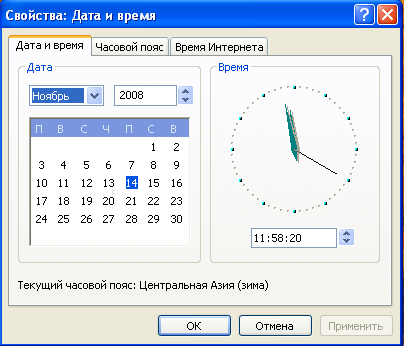 Свойства: Дата и время
Дата и время Часовой пояс Время Интернета
Дата
Ноябрь 2008
П В С Ч П С В
1 2
3 4 5 6 7 8 9
10 11 12 13 14 15 16
17 18 19 20 21 22 23
24 25 26 27 28 29 30
Время
11:58:20
Текущий часовой пояс: Центральная Азия (зима)
ОК Отмена Применить